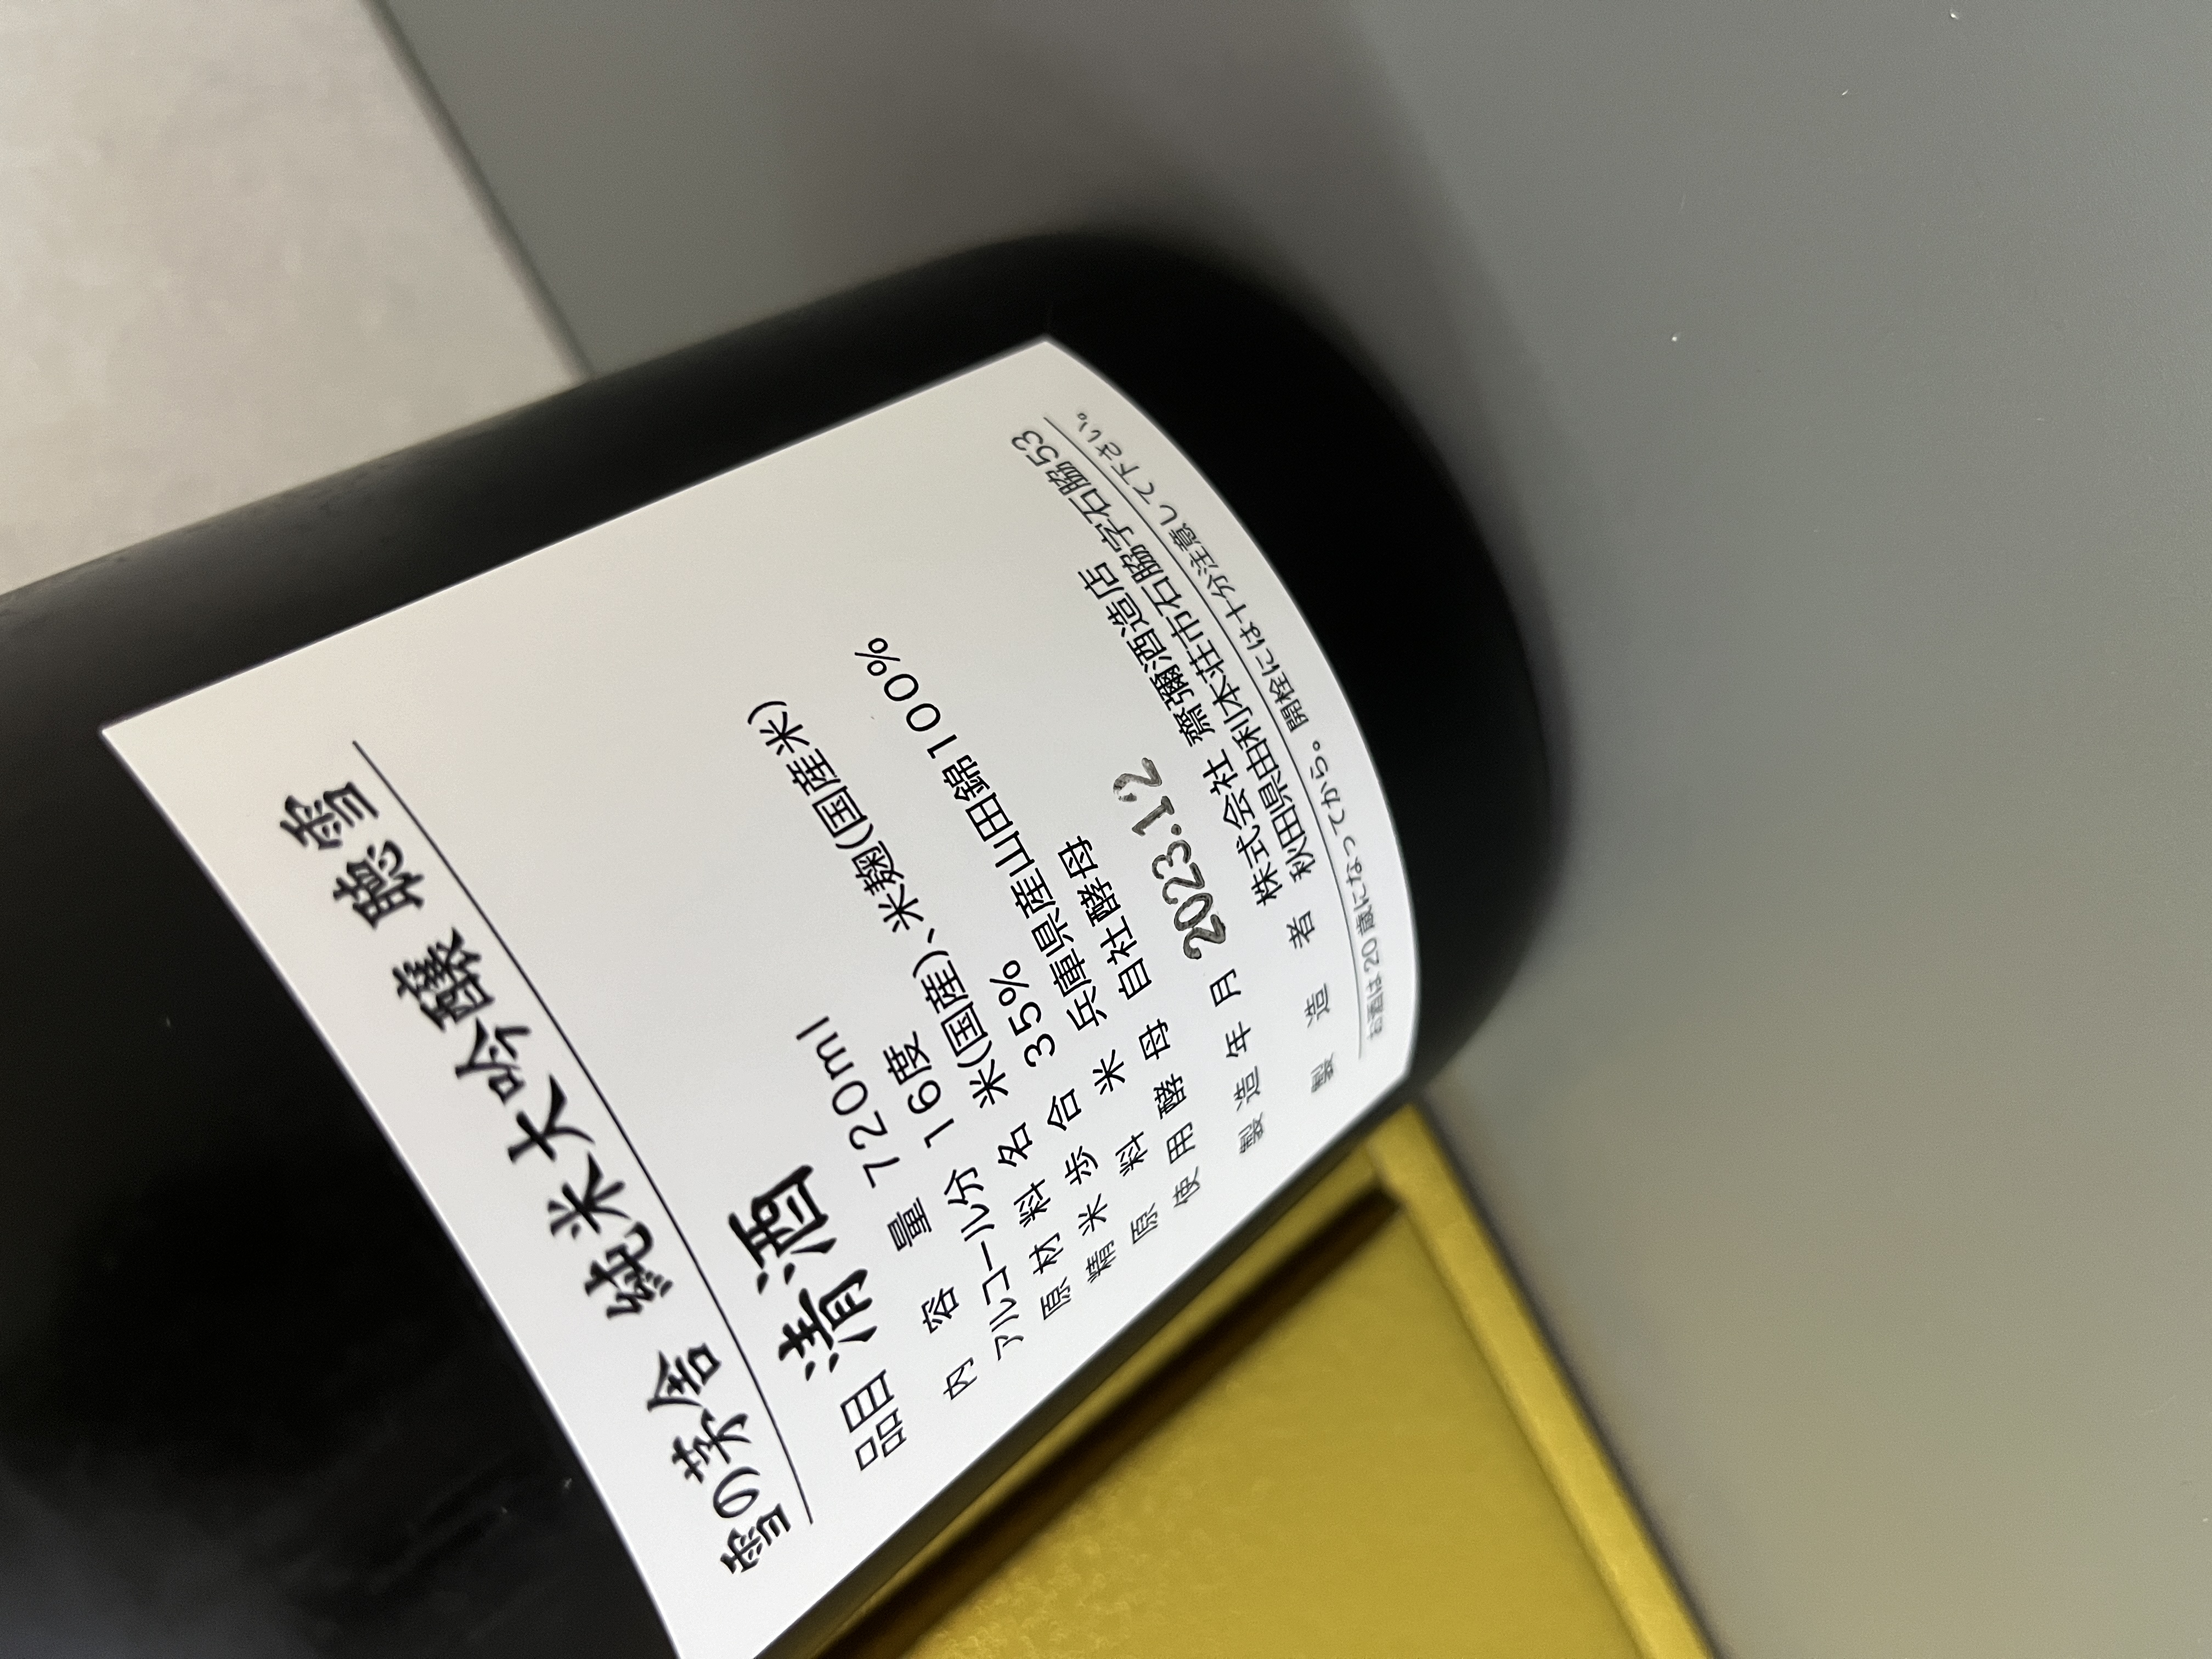 雪の茅舎 純米大吟醸 聴雪
品目 清酒
内容量 720ml
アルコール分 16度
原材料名 米(国産)、米麹(国産米)
精米歩合 35%
原料米 兵庫県産山田錦100%
使用酵母 自社酵母
製造年月 2023.12
製造者 株式会社 齋彌酒造店
秋田県由利本荘市石脇字石脇53
お酒は20歳になってから。開栓には十分注意して下さい。